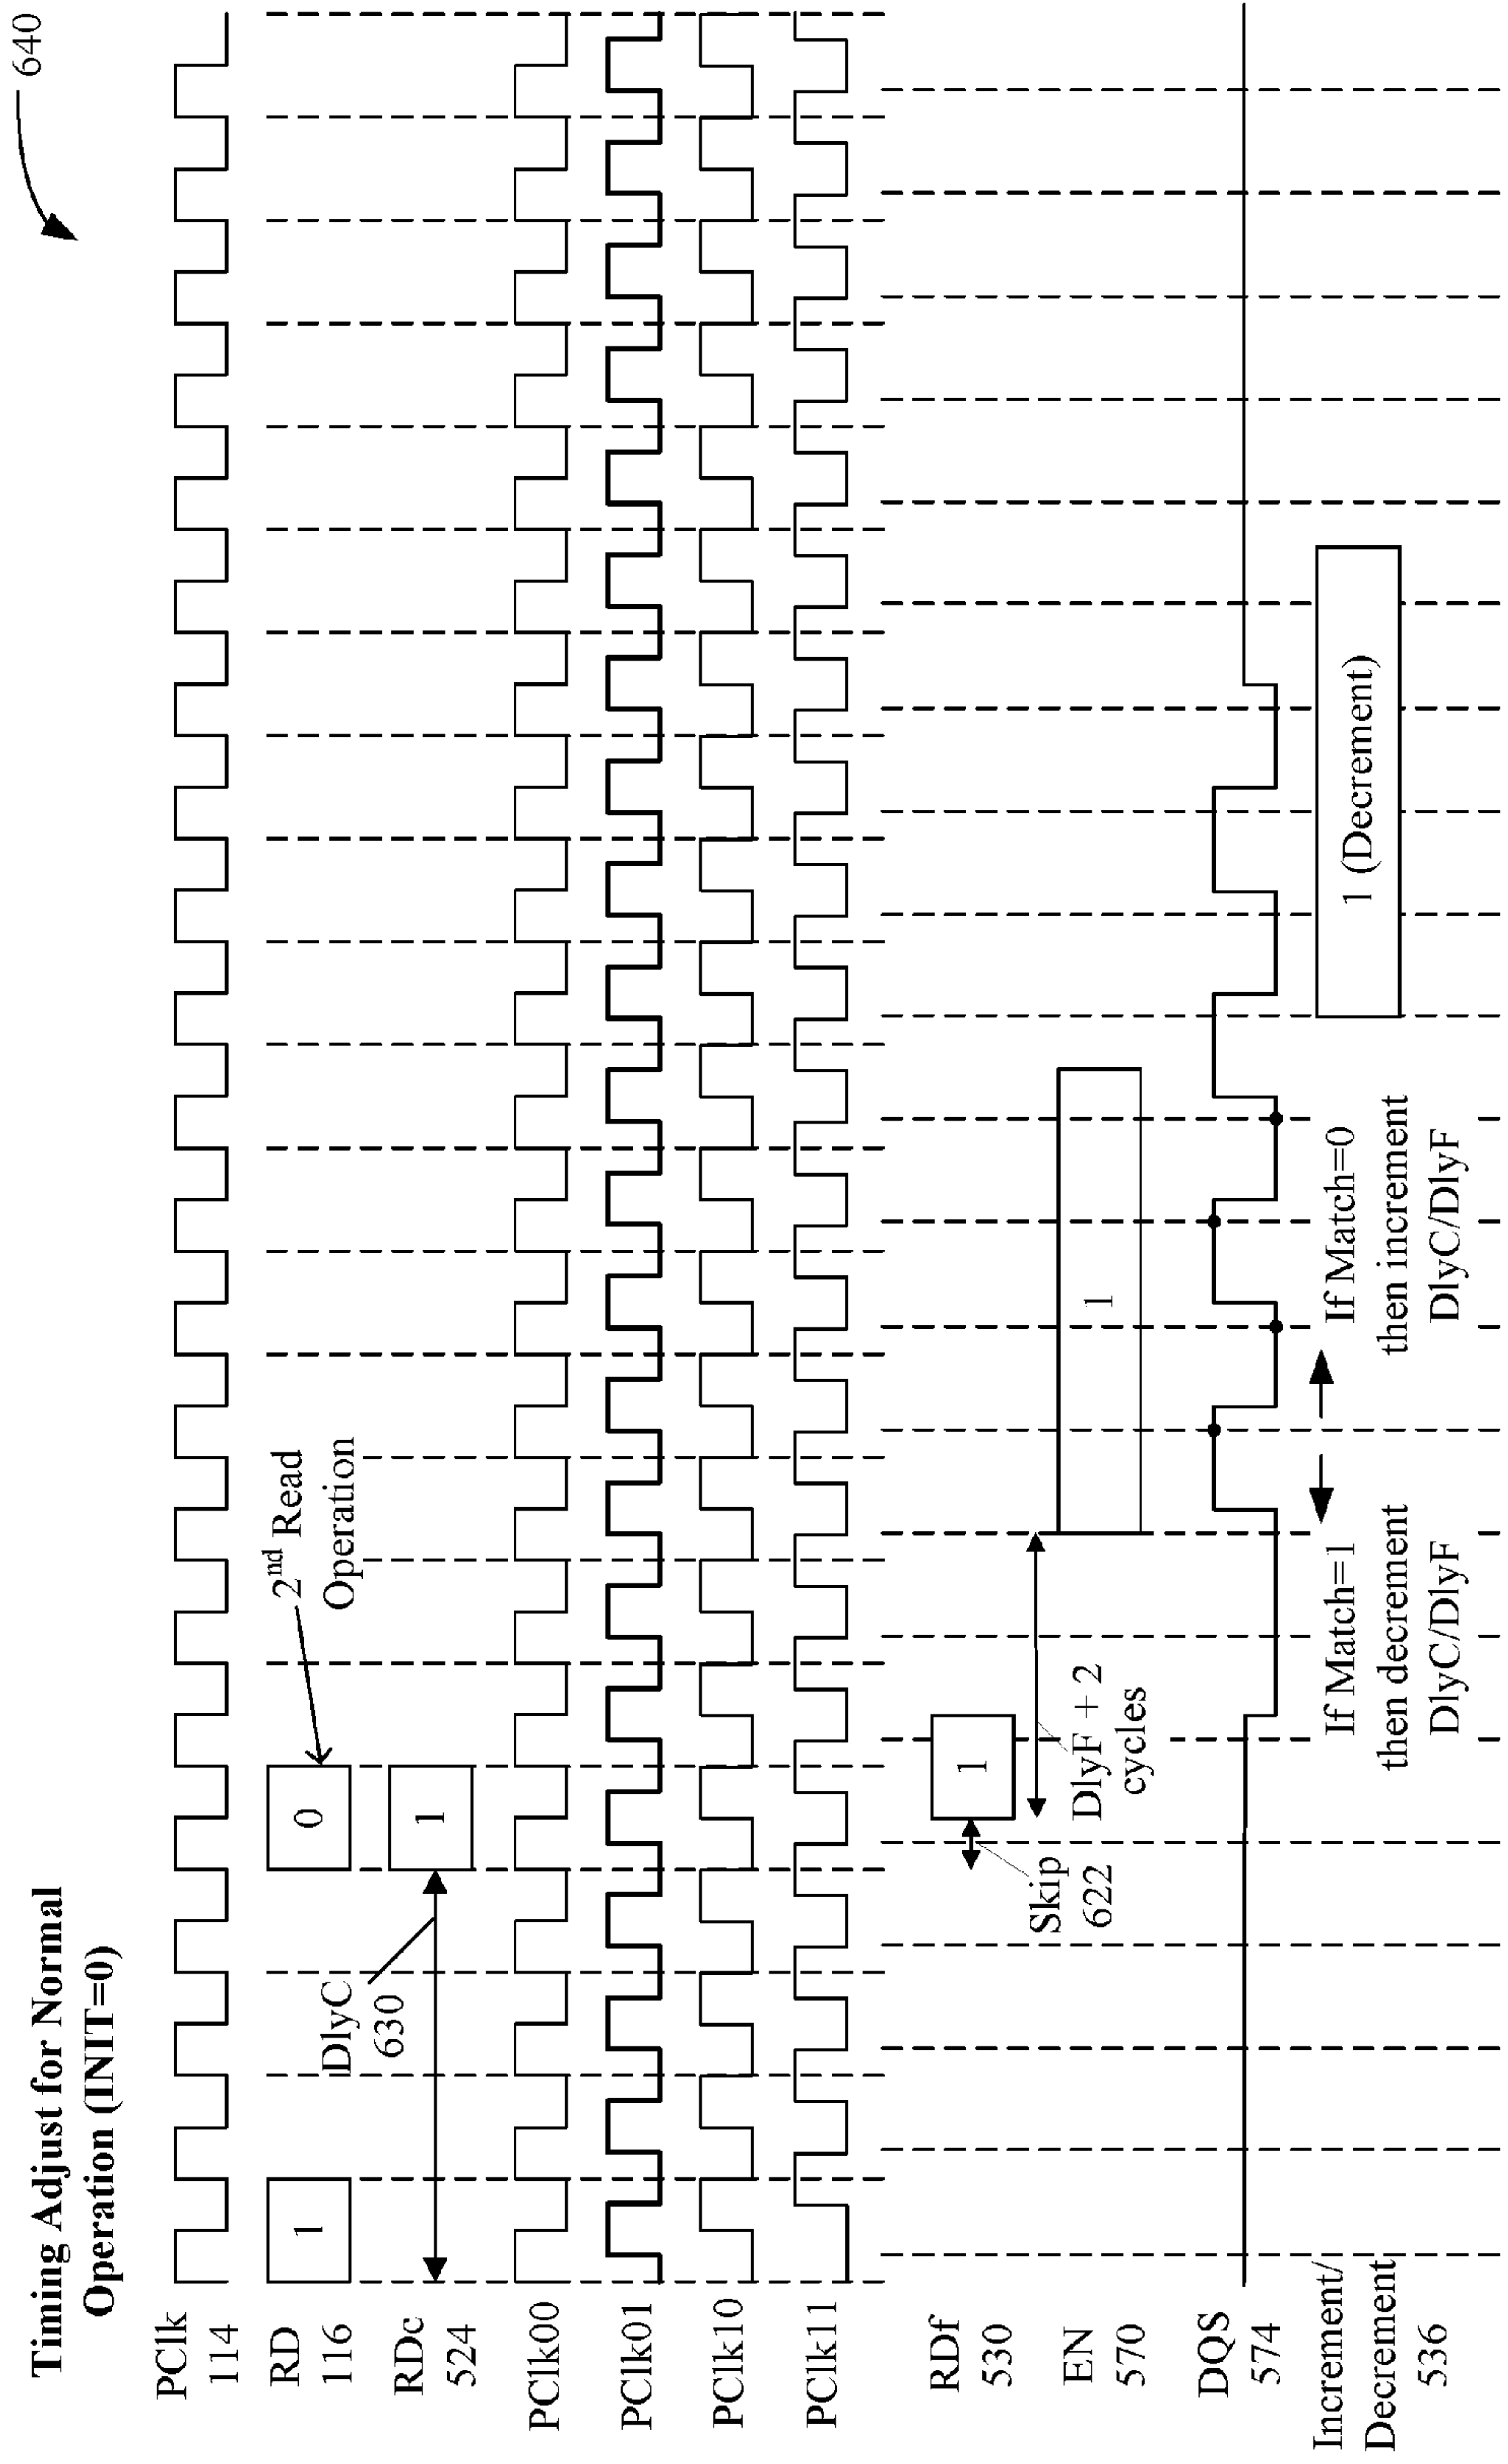 Timing Adjust for Normal
Operation (INIT=0)
640
PClk
114
RD
116
1
0
2nd Read
Operation
RDc
524
DlyC
630
1
PClk00
PClk01
PClk10
PClk11
RDf
530
1
Skip
622
DlyF + 2
cycles
EN
570
1
DQS
574
Increment/
Decrement
536
If Match=1
then decrement
DlyC/DlyF
If Match=0
then increment
DlyC/DlyF
1 (Decrement)